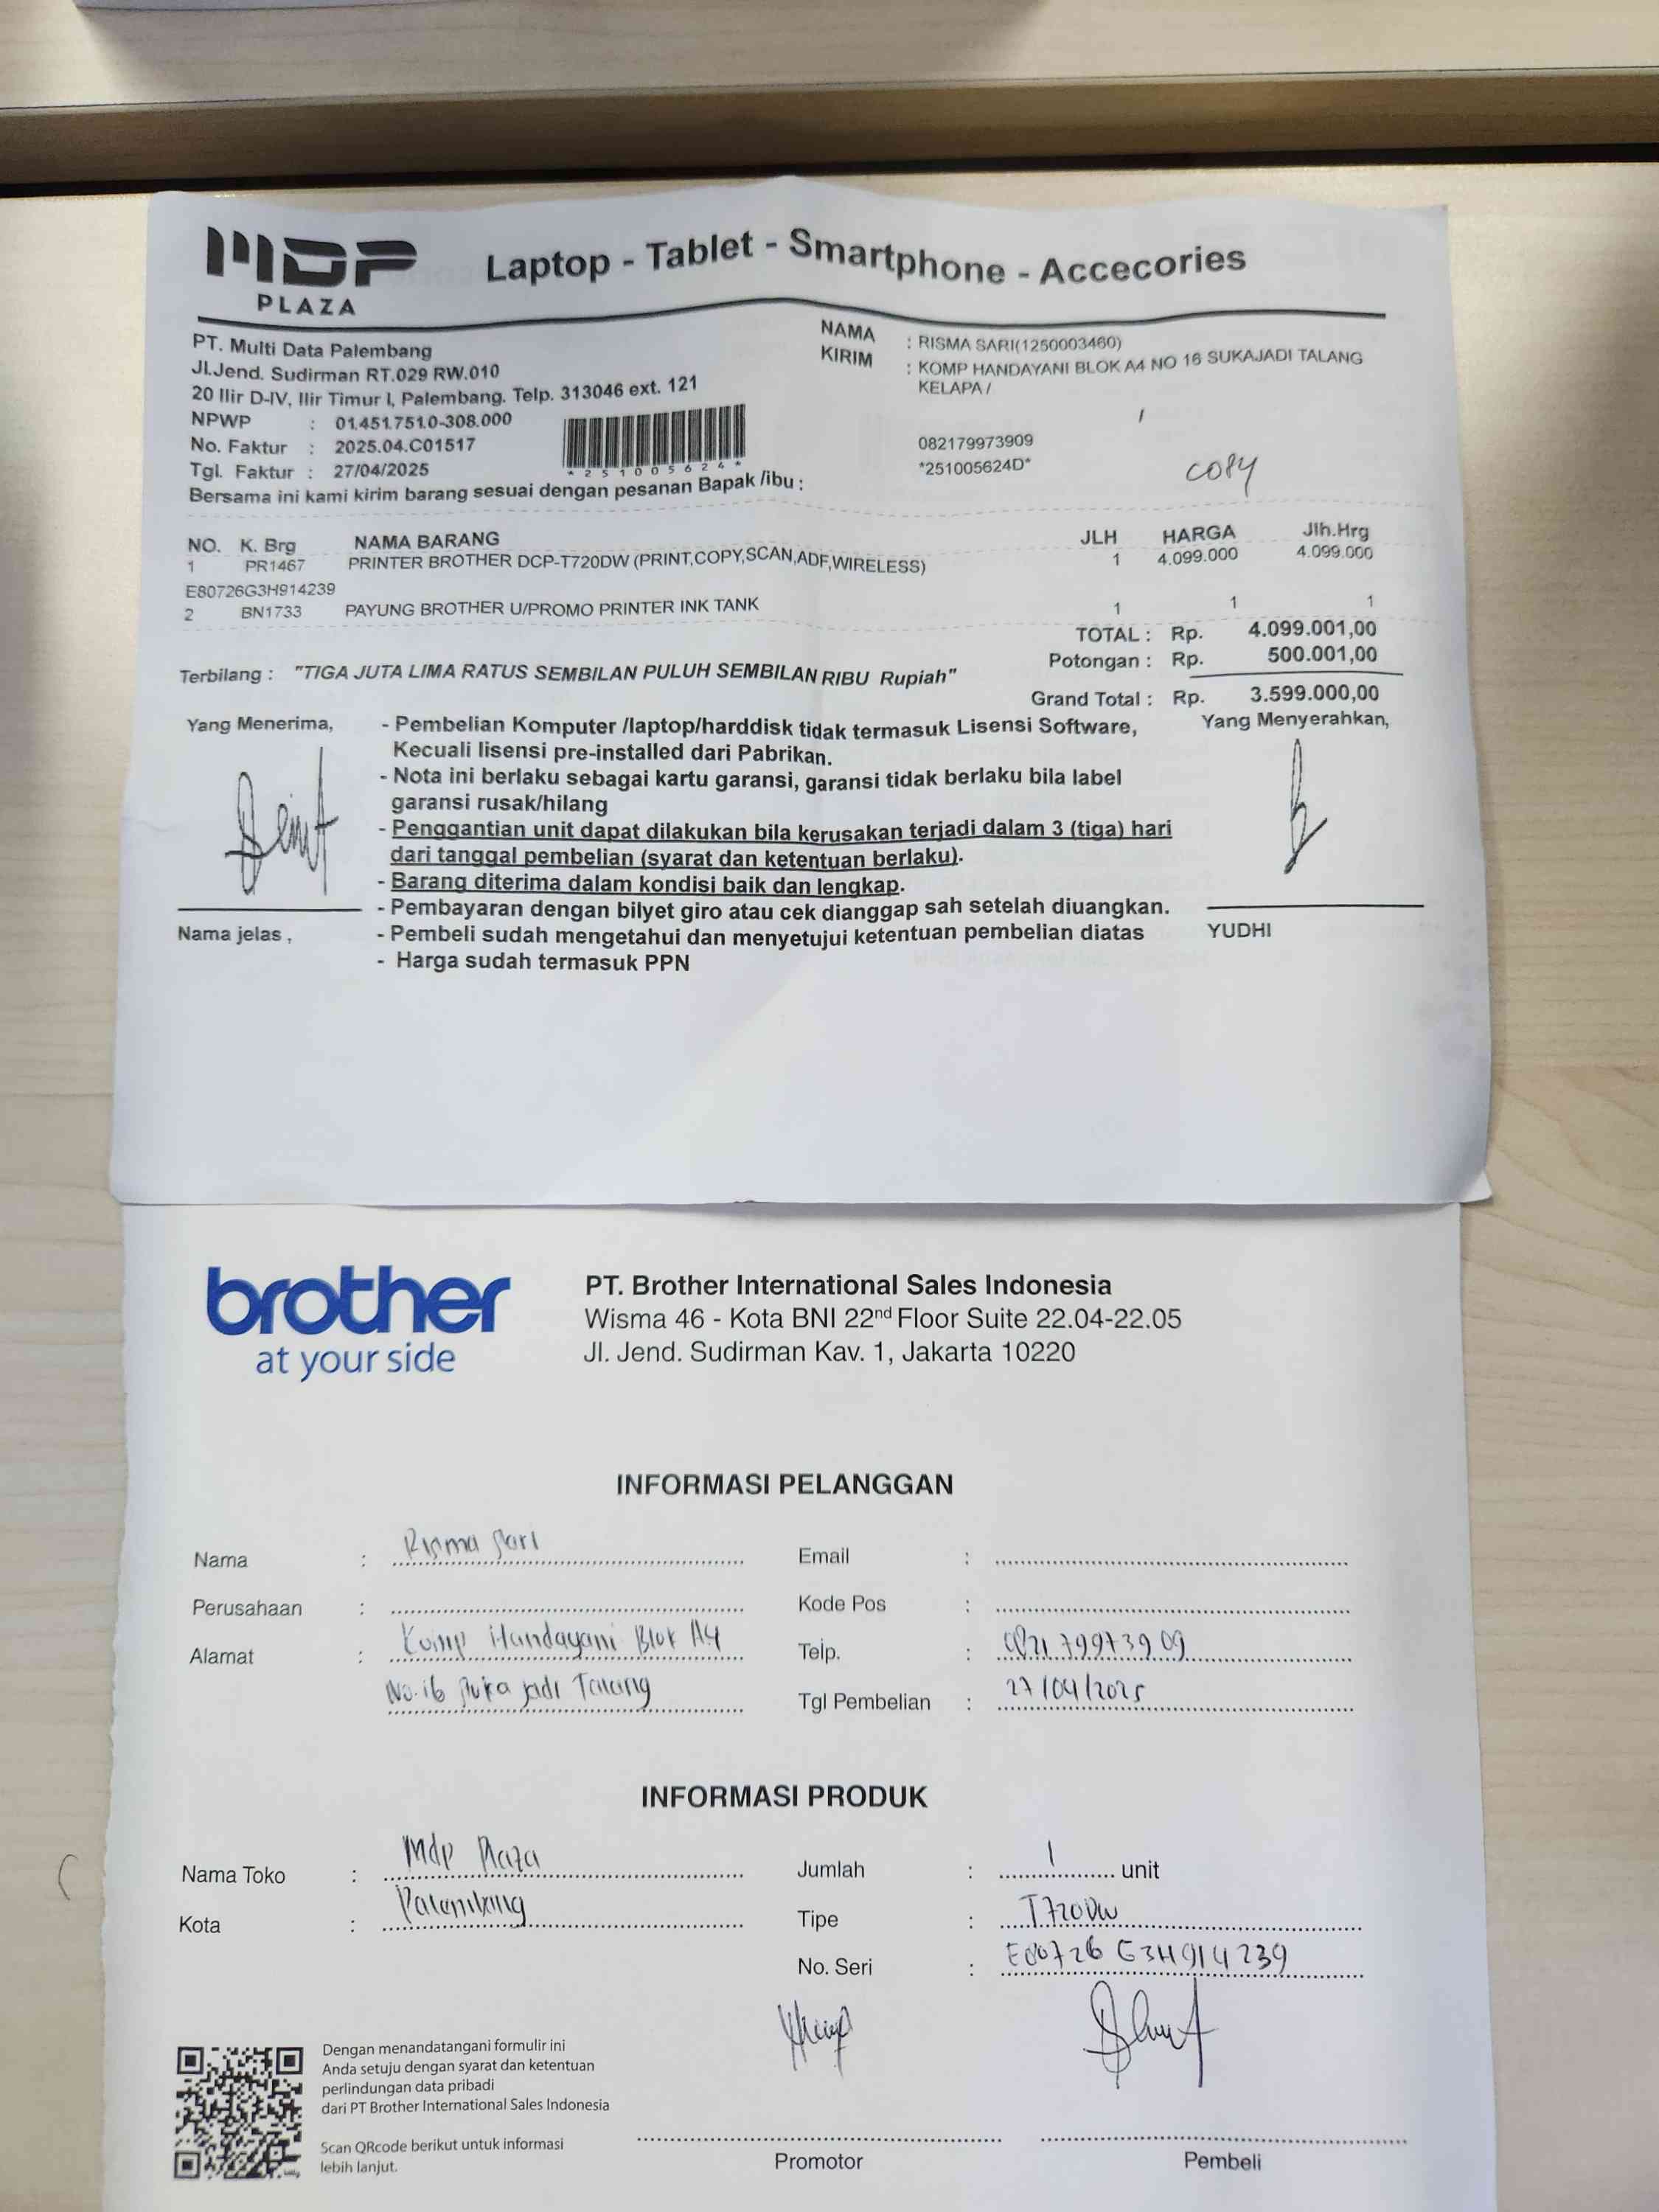 MDP
PLAZA
Laptop - Tablet - Smartphone - Accecories
PT. Multi Data Palembang
Jl.Jend. Sudirman RT.029 RW.010
20 Ilir D-IV, Ilir Timur I, Palembang. Telp. 313046 ext. 121
NPWP : 01.451.751.0-308.000
No. Faktur : 2025.04.C01517
Tgl. Faktur : 27/04/2025
*251005624*
Bersama ini kami kirim barang sesuai dengan pesanan Bapak /ibu :
NAMA : RISMA SARI(1250003460)
KIRIM : KOMP HANDAYANI BLOK A4 NO 16 SUKAJADI TALANG
KELAPA /
/
082179973909
*251005624D*
COPY
NO. K. Brg NAMA BARANG JLH HARGA Jlh.Hrg
1 PR1467 PRINTER BROTHER DCP-T720DW (PRINT,COPY,SCAN,ADF,WIRELESS) 1 4.099.000 4.099.000
E80726G3H914239
2 BN1733 PAYUNG BROTHER U/PROMO PRINTER INK TANK 1 1 1
TOTAL : Rp. 4.099.001,00
Potongan : Rp. 500.001,00
Terbilang : "TIGA JUTA LIMA RATUS SEMBILAN PULUH SEMBILAN RIBU Rupiah"
Grand Total : Rp. 3.599.000,00
Yang Menerima,
- Pembelian Komputer /laptop/harddisk tidak termasuk Lisensi Software,
Kecuali lisensi pre-installed dari Pabrikan.
- Nota ini berlaku sebagai kartu garansi, garansi tidak berlaku bila label
garansi rusak/hilang
- Penggantian unit dapat dilakukan bila kerusakan terjadi dalam 3 (tiga) hari
dari tanggal pembelian (syarat dan ketentuan berlaku).
- Barang diterima dalam kondisi baik dan lengkap.
- Pembayaran dengan bilyet giro atau cek dianggap sah setelah diuangkan.
- Pembeli sudah mengetahui dan menyetujui ketentuan pembelian diatas
- Harga sudah termasuk PPN
Nama jelas ,
Yang Menyerahkan,
YUDHI
brother
at your side
PT. Brother International Sales Indonesia
Wisma 46 - Kota BNI 22nd Floor Suite 22.04-22.05
Jl. Jend. Sudirman Kav. 1, Jakarta 10220
INFORMASI PELANGGAN
Nama : Risma Sari
Perusahaan :
Alamat : Komp Handayani Blok A4
No.16 Suka jadi Talang
Email :
Kode Pos :
Telp. : 082179973909
Tgl Pembelian : 27/04/2025
INFORMASI PRODUK
Nama Toko : Mdp Plaza
Kota : Palembang
Jumlah : 1 unit
Tipe : T720DW
No. Seri : E80726G3H914239
Dengan menandatangani formulir ini
Anda setuju dengan syarat dan ketentuan
perlindungan data pribadi
dari PT Brother International Sales Indonesia
Scan QRcode berikut untuk informasi
lebih lanjut.
Promotor
Pembeli